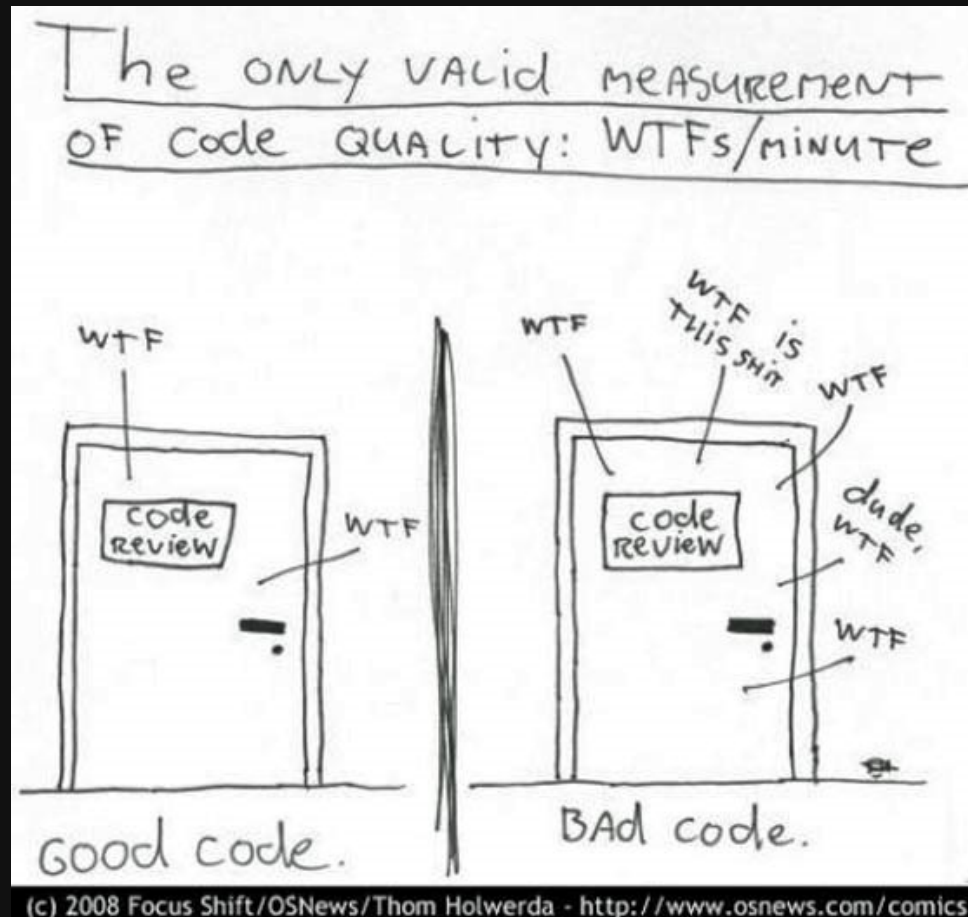 The ONLY VALid meASUREMENT
OF Code QUALITY: WTFs/MINUTE
WTF
code
REVIEW
WTF
GOOD code.
WTF
WTF is
THIS SHIT
WTF
code
REVIEW
dude,
WTF
WTF
BAd code.
(c) 2008 Focus Shift/OSNews/Thom Holwerda - http://www.osnews.com/comics